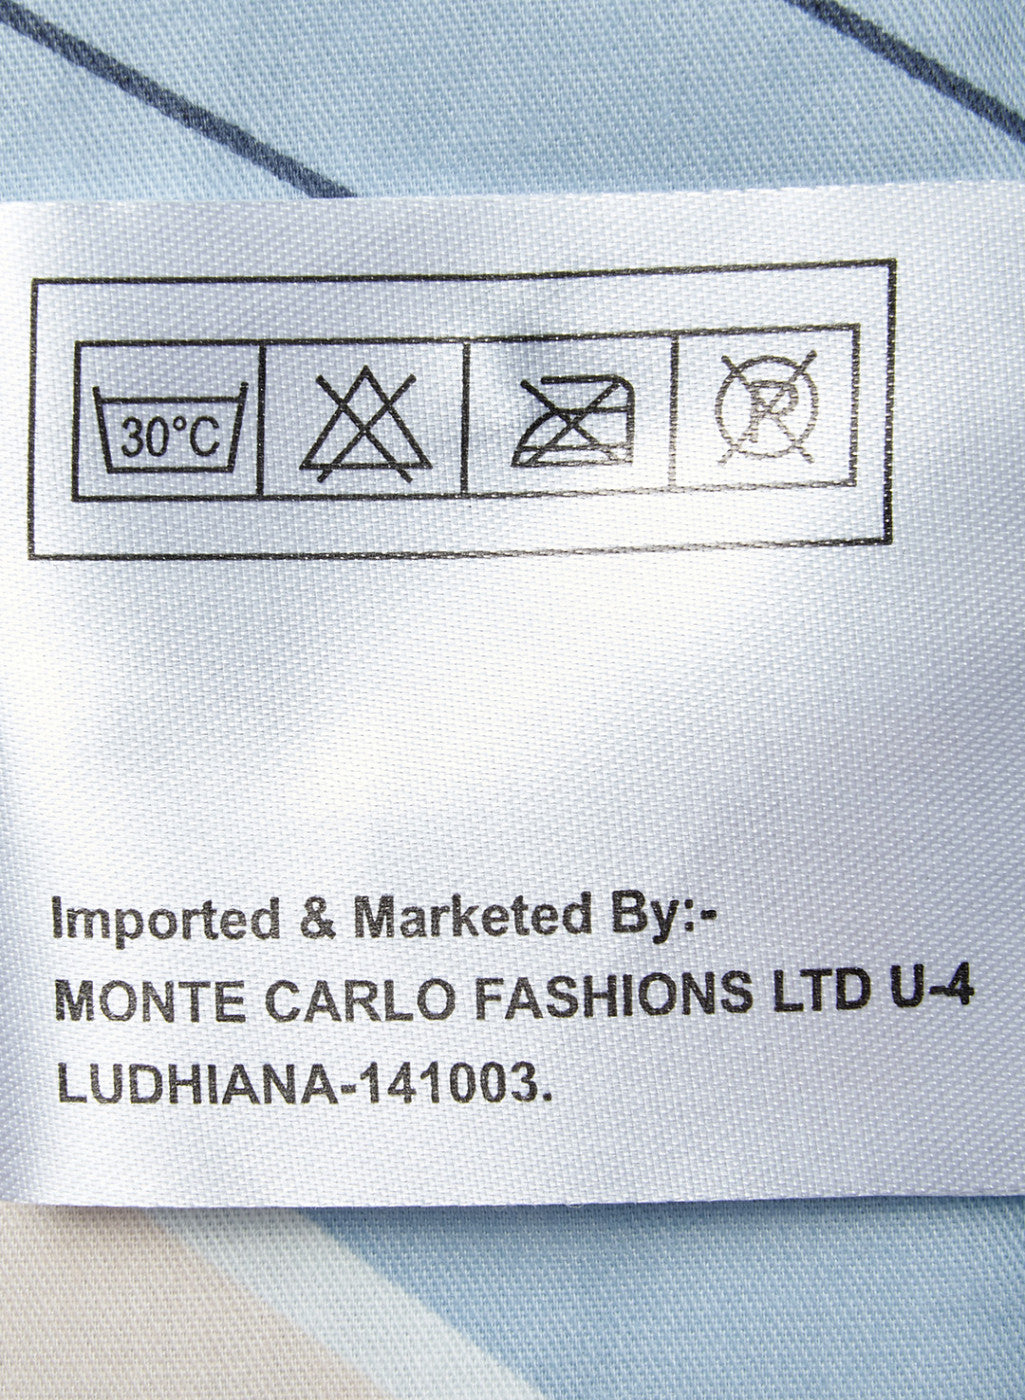 30°C
R
Imported & Marketed By:-
MONTE CARLO FASHIONS LTD U-4
LUDHIANA-141003.